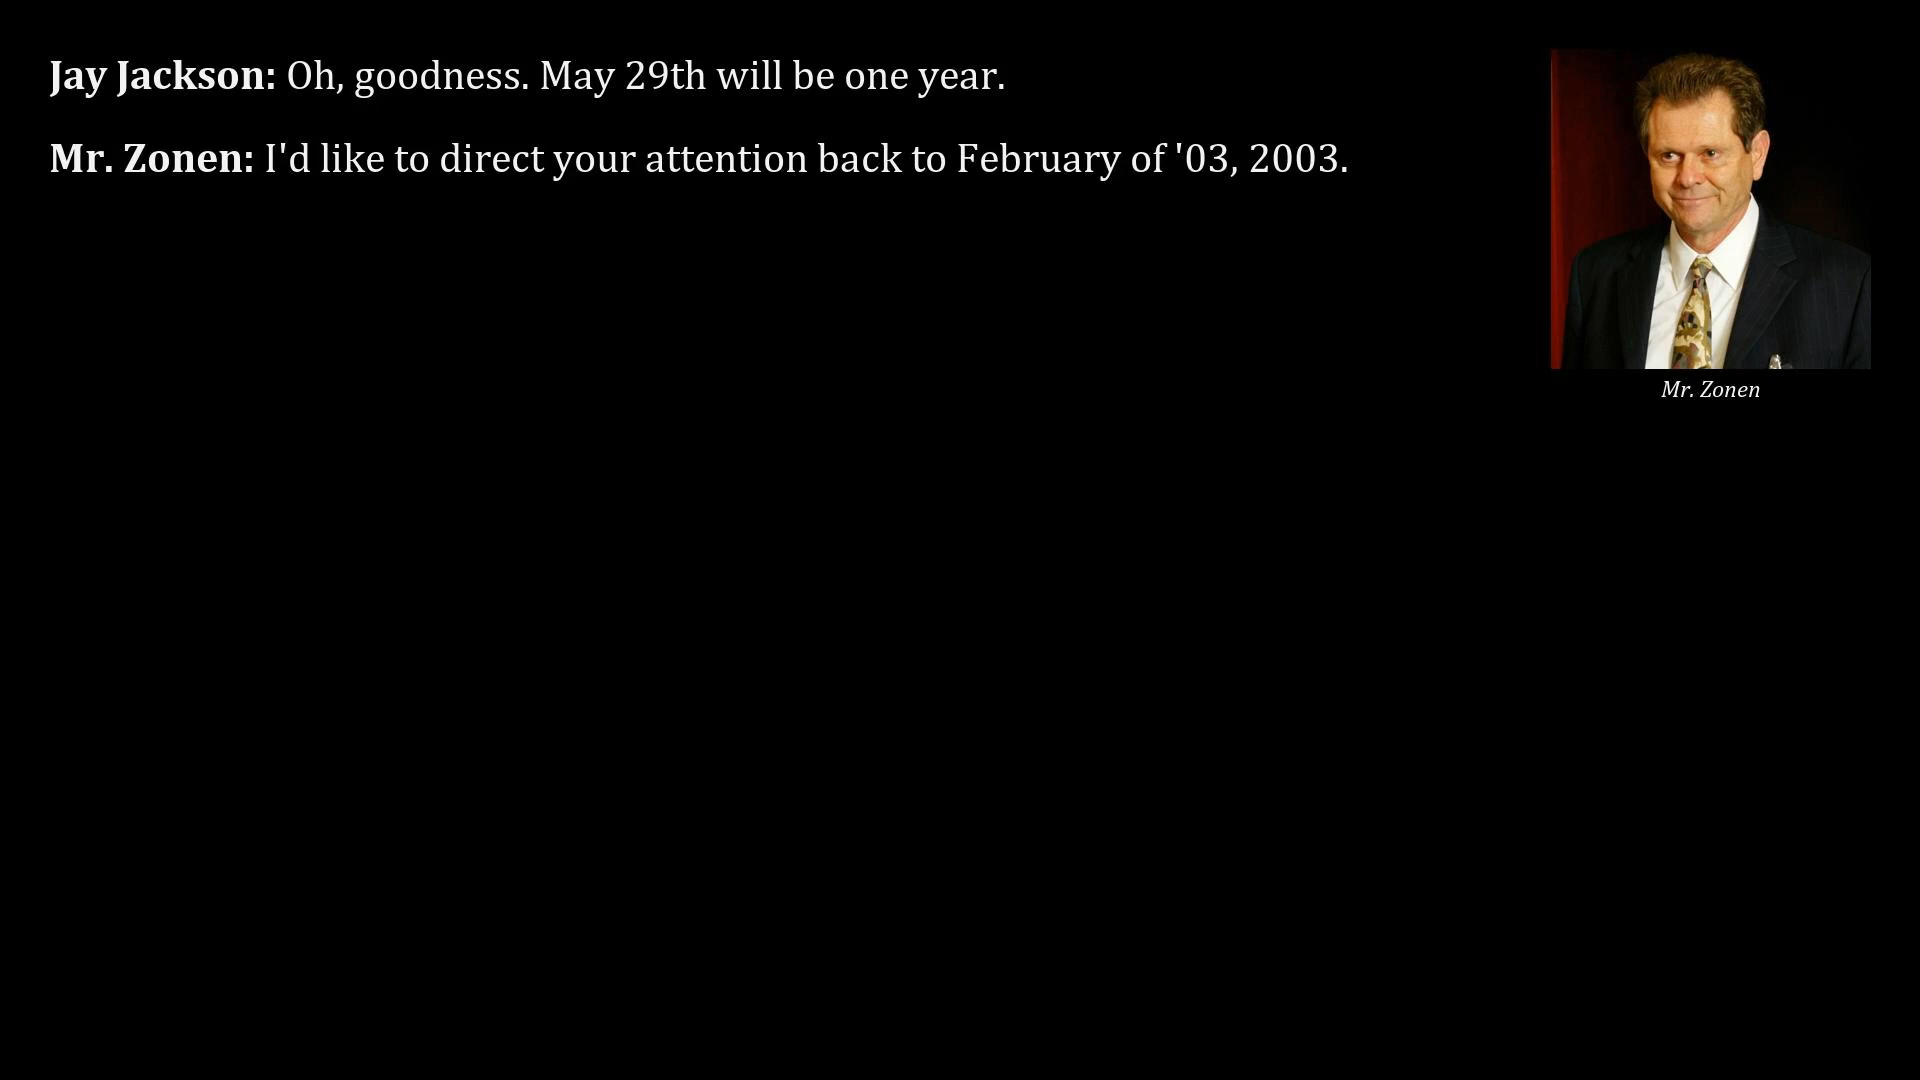 Jay Jackson: Oh, goodness. May 29th will be one year.
Mr. Zonen: I'd like to direct your attention back to February of '03, 2003.
Mr. Zonen